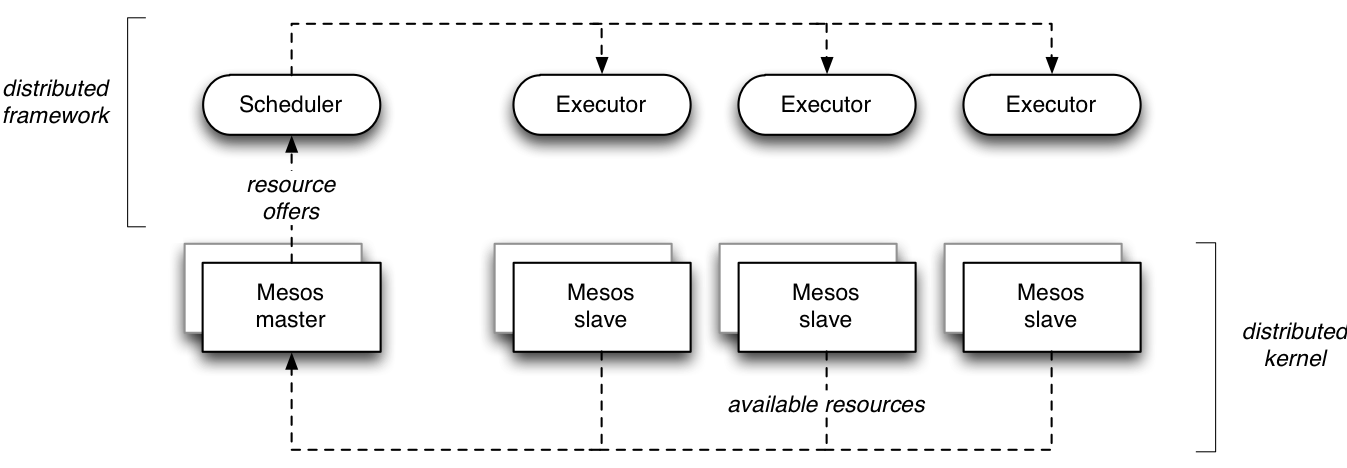 distributed
framework
Scheduler
Executor
Executor
Executor
resource
offers
Mesos
master
Mesos
slave
Mesos
slave
Mesos
slave
distributed
kernel
available resources